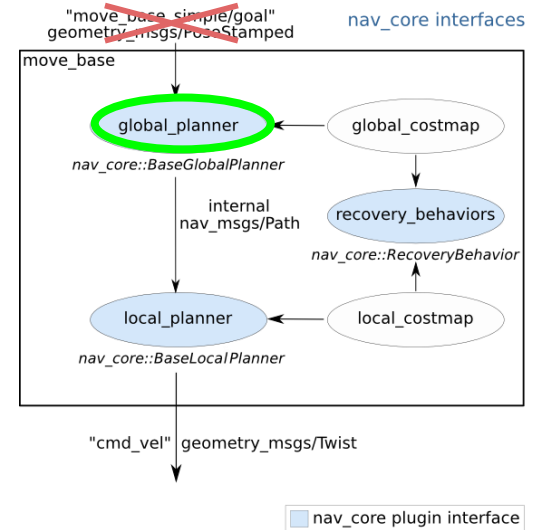 "move_base_simple/goal"
geometry_msgs/PoseStamped
nav_core interfaces
move_base
global_planner
global_costmap
nav_core::BaseGlobalPlanner
internal
nav_msgs/Path
recovery_behaviors
nav_core::RecoveryBehavior
local_planner
local_costmap
nav_core::BaseLocalPlanner
"cmd_vel" geometry_msgs/Twist
nav_core plugin interface